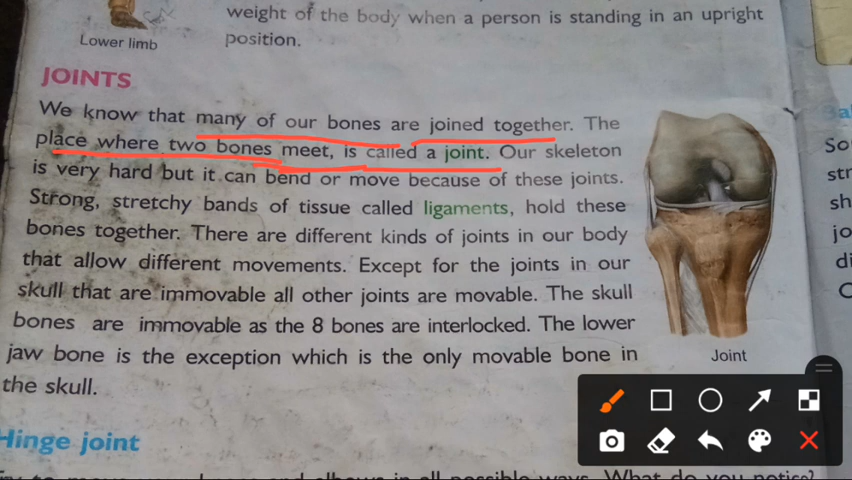 weight of the body when a person is standing in an upright
Lower limb
position.
JOINTS
We know that many of our bones are joined together. The
place where two bones meet, is called a joint. Our skeleton
is very hard but it can bend or move because of these joints.
Strong, stretchy bands of tissue called ligaments, hold these
bones together. There are different kinds of joints in our body
that allow different movements. Except for the joints in our
skull that are immovable all other joints are movable. The skull
bones are immovable as the 8 bones are interlocked. The lower
jaw bone is the exception which is the only movable bone in
the skull.
Joint
Hinge joint